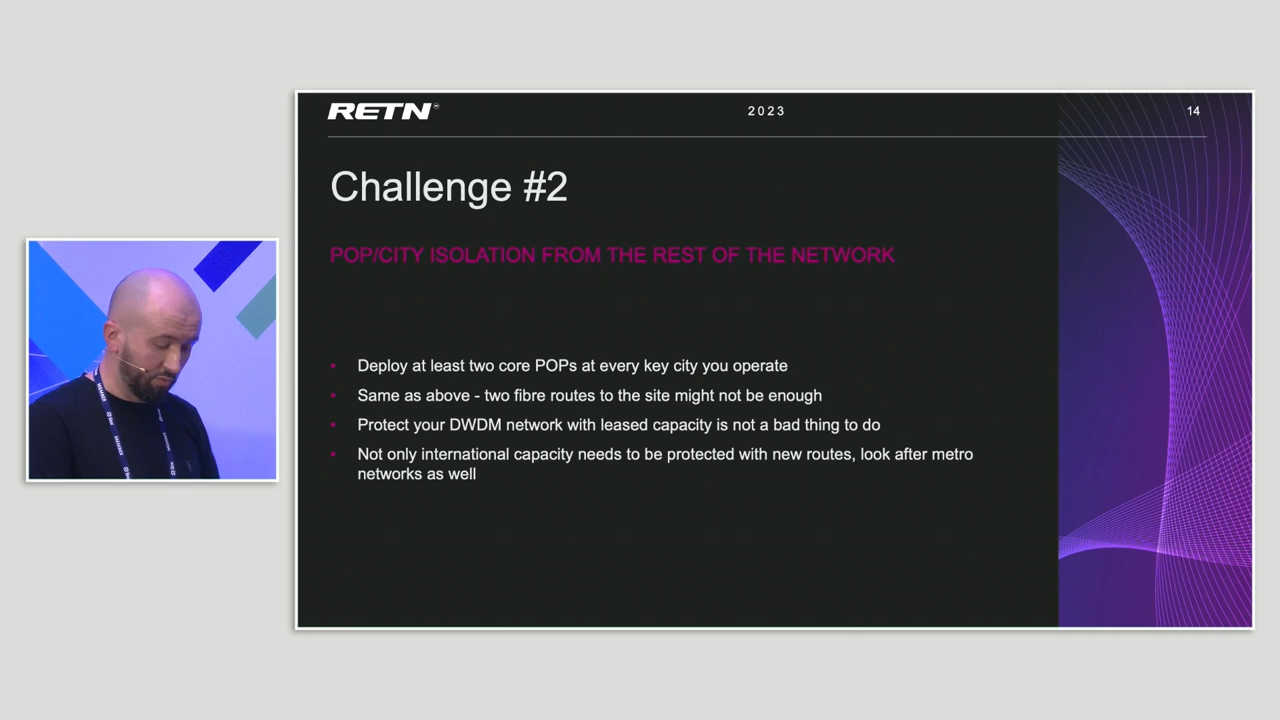 RETN
2023
14
Challenge #2
POP/CITY ISOLATION FROM THE REST OF THE NETWORK
• Deploy at least two core POPs at every key city you operate
• Same as above - two fibre routes to the site might not be enough
• Protect your DWDM network with leased capacity is not a bad thing to do
• Not only international capacity needs to be protected with new routes, look after metro
networks as well